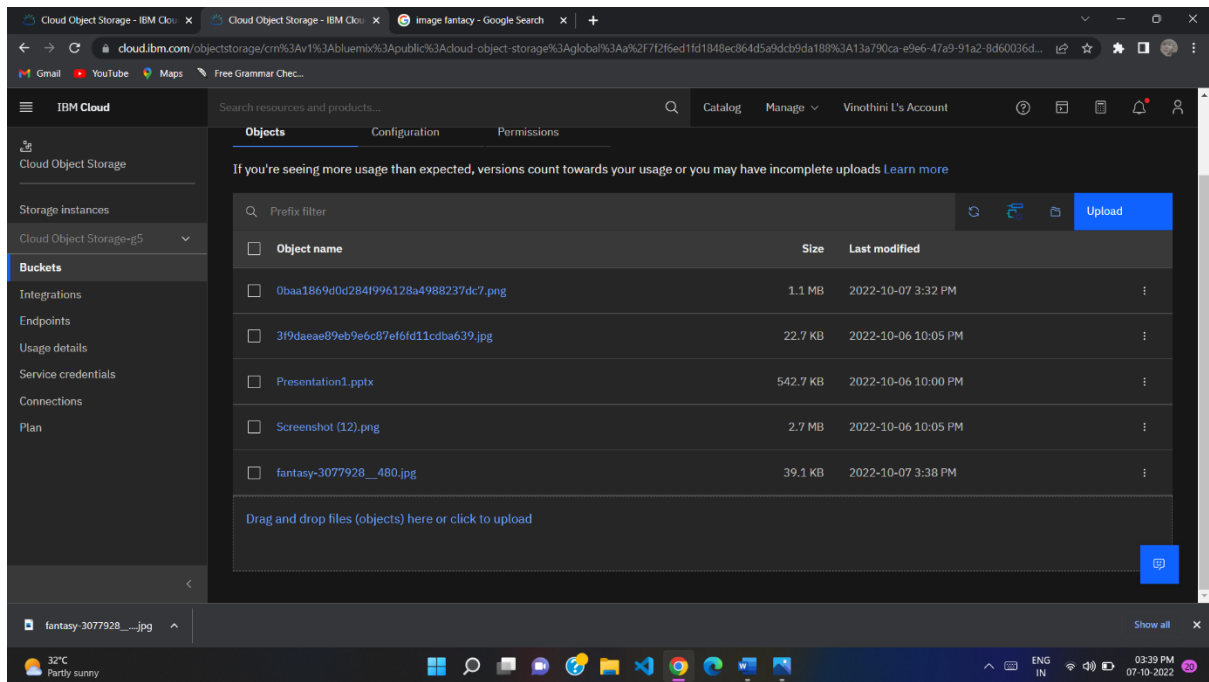 Cloud Object Storage - IBM Clou
Cloud Object Storage - IBM Clou
image fantacy - Google Search
cloud.ibm.com/objectstorage/crn%3Av1%3Abluemix%3Apublic%3Acloud-object-storage%3Aglobal%3Aa%2F7f2f6ed1fd1848ec864d5a9dcb9da188%3A13a790ca-e9e6-47a9-91a2-8d60036d...
Gmail YouTube Maps Free Grammar Chec...
IBM Cloud
Search resources and products...
Catalog Manage Vinothini L's Account
Cloud Object Storage
Storage instances
Cloud Object Storage-g5
Buckets
Integrations
Endpoints
Usage details
Service credentials
Connections
Plan
Objects Configuration Permissions
If you're seeing more usage than expected, versions count towards your usage or you may have incomplete uploads Learn more
Prefix filter
Upload
Object name Size Last modified
0baa1869d0d284f996128a4988237dc7.png 1.1 MB 2022-10-07 3:32 PM
3f9daeae89eb9e6c87ef6fd11cdba639.jpg 22.7 KB 2022-10-06 10:05 PM
Presentation1.pptx 542.7 KB 2022-10-06 10:00 PM
Screenshot (12).png 2.7 MB 2022-10-06 10:05 PM
fantasy-3077928__480.jpg 39.1 KB 2022-10-07 3:38 PM
Drag and drop files (objects) here or click to upload
fantasy-3077928__....jpg
Show all
32°C
Partly sunny
ENG
IN
03:39 PM
07-10-2022
20